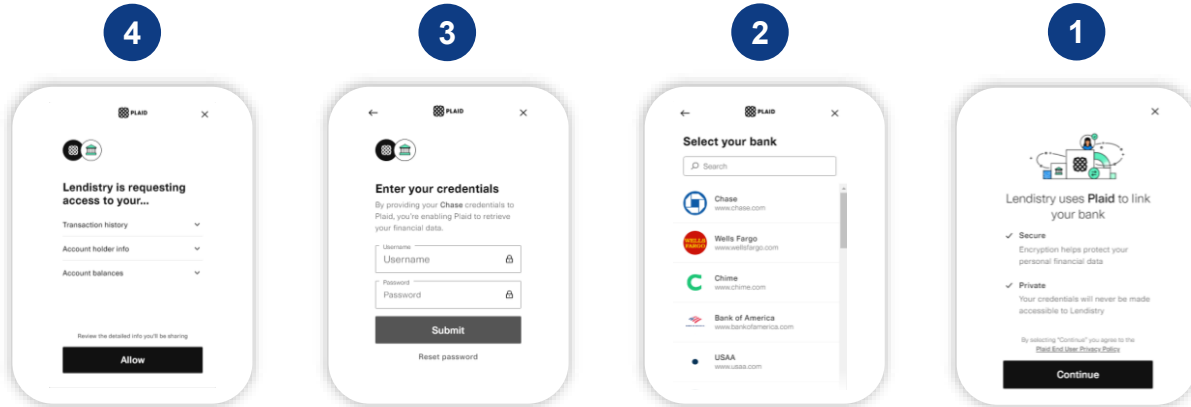 4
PLAID
Lendistry is requesting
access to your...
Transaction history
Account holder info
Account balances
Review the detailed info you'll be sharing
Allow
3
PLAID
Enter your credentials
By providing your Chase credentials to
Plaid, you're enabling Plaid to retrieve
your financial data.
Username
Username
Password
Password
Submit
Reset password
2
PLAID
Select your bank
Search
Chase
www.chase.com
WELLS
FARGO
Wells Fargo
www.wellsfargo.com
C
Chime
www.chime.com
Bank of America
www.bankofamerica.com
USAA
www.usaa.com
1
Lendistry uses Plaid to link
your bank
Secure
Encryption helps protect your
personal financial data
Private
Your credentials will never be made
accessible to Lendistry
By selecting "Continue" you agree to the
Plaid End User Privacy Policy
Continue